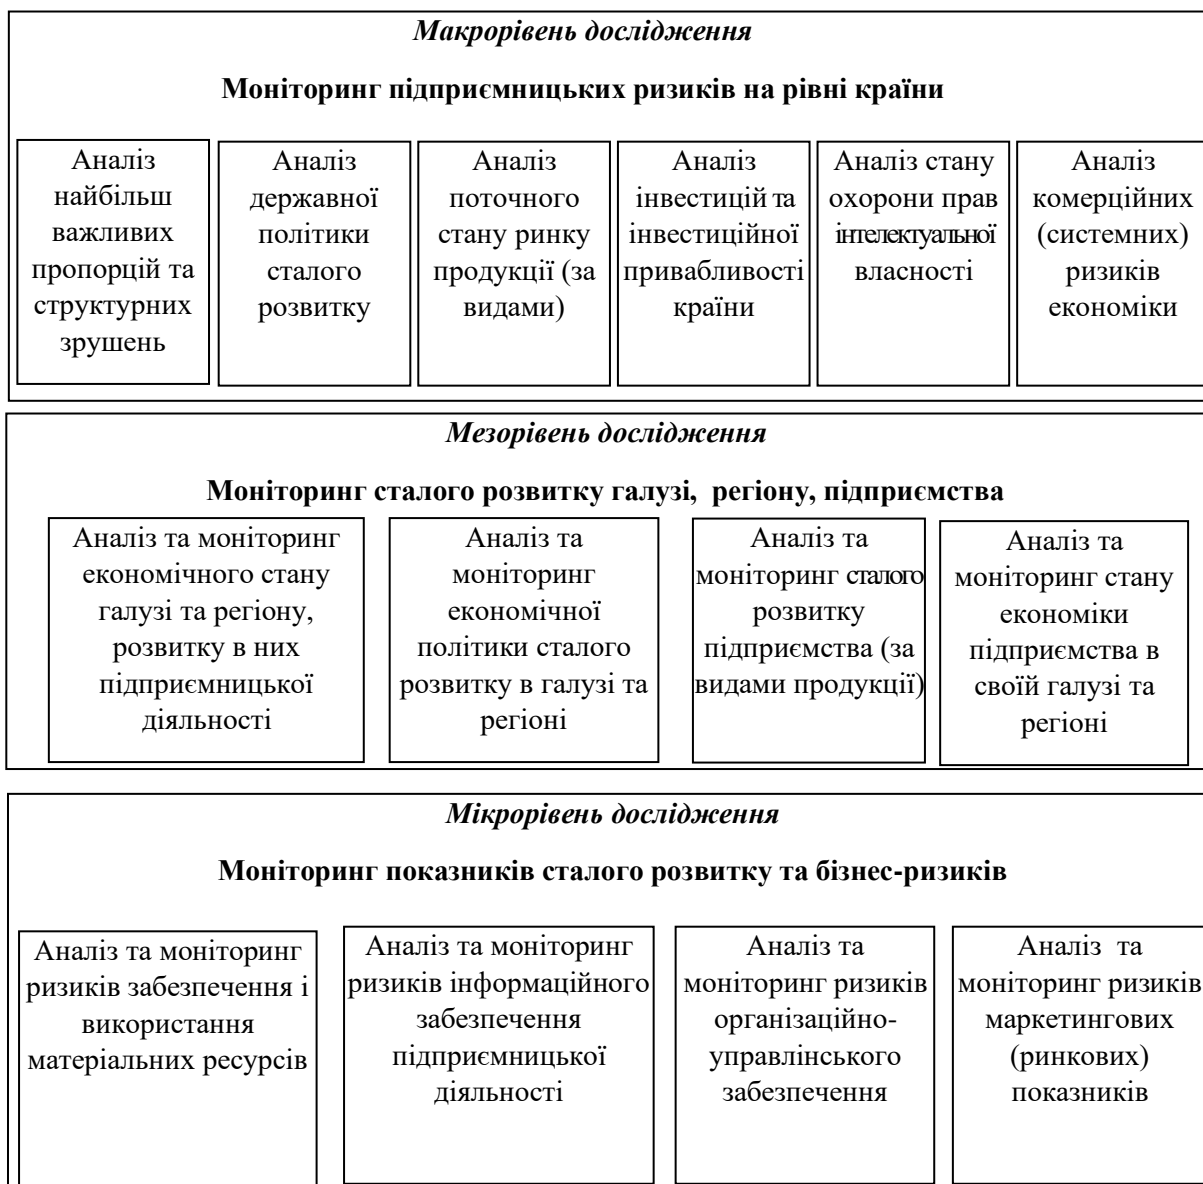 Макрорівень дослідження
Моніторинг підприємницьких ризиків на рівні країни
Аналіз
найбільш
важливих
пропорцій та
структурних
зрушень
Аналіз
державної
політики
сталого
розвитку
Аналіз
поточного
стану ринку
продукції (за
видами)
Аналіз
інвестицій та
інвестиційної
привабливості
країни
Аналіз стану
охорони прав
інтелектуальної
власності
Аналіз
комерційних
(системних)
ризиків
економіки
Мезорівень дослідження
Моніторинг сталого розвитку галузі, регіону, підприємства
Аналіз та моніторинг
економічного стану
галузі та регіону,
розвитку в них
підприємницької
діяльності
Аналіз та
моніторинг
економічної
політики сталого
розвитку в галузі та
регіоні
Аналіз та
моніторинг сталого
розвитку
підприємства (за
видами продукції)
Аналіз та
моніторинг стану
економіки
підприємства в
своїй галузі та
регіоні
Мікрорівень дослідження
Моніторинг показників сталого розвитку та бізнес-ризиків
Аналіз та моніторинг
ризиків забезпечення і
використання
матеріальних ресурсів
Аналіз та моніторинг
ризиків інформаційного
забезпечення
підприємницької
діяльності
Аналіз та
моніторинг ризиків
організаційно-
управлінського
забезпечення
Аналіз та
моніторинг ризиків
маркетингових
(ринкових)
показників